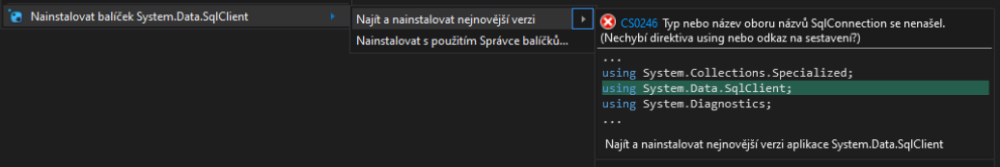 Nainstalovat balíček System.Data.SqlClient
Najít a nainstalovat nejnovější verzi
Nainstalovat s použitím Správce balíčků...
CS0246 Typ nebo název oboru názvů SqlConnection se nenašel.
(Nechybí direktiva using nebo odkaz na sestavení?)
...
using System.Collections.Specialized;
using System.Data.SqlClient;
using System.Diagnostics;
...
Najít a nainstalovat nejnovější verzi aplikace System.Data.SqlClient